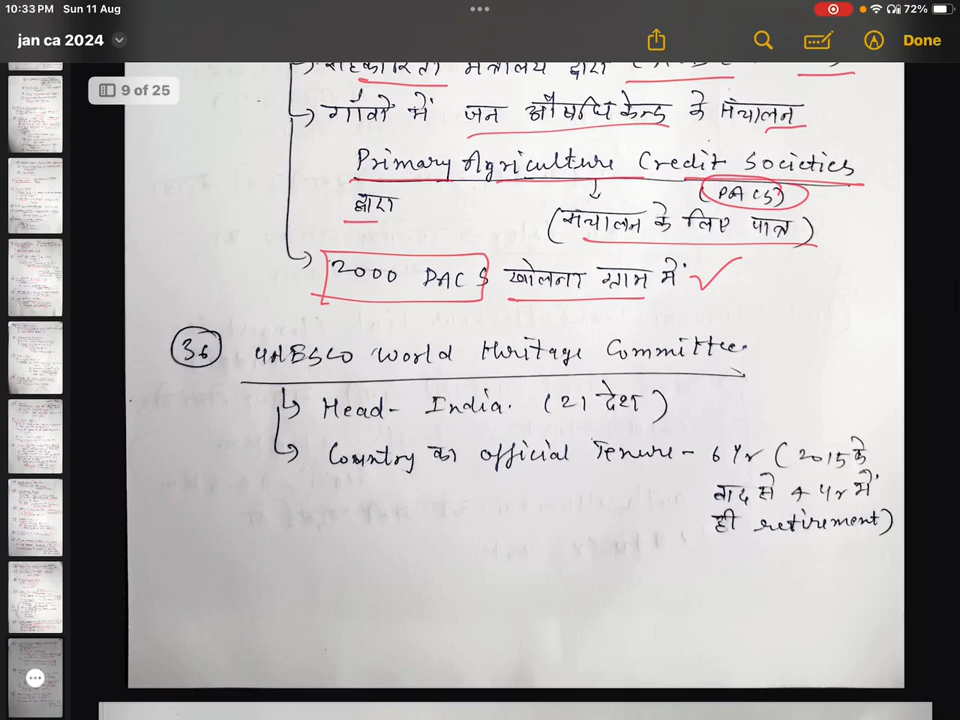 10:33 PM Sun 11 Aug
72%
jan ca 2024
Done
9 of 25
सहकारिता मंत्रालय द्वारा
गाँवों में जन औषधि केन्द्र के संचालन
Primary Agriculture Credit Societies
(PACS)
द्वारा
(संचालन के लिए पात्र)
2000 PACS खोलना ग्राम में
36 UNESCO World Heritage Committee
Head - India. (21 देश)
Country का official Tenure - 6 Yr (2015 के
बाद से 4 yr में
ही retirement)